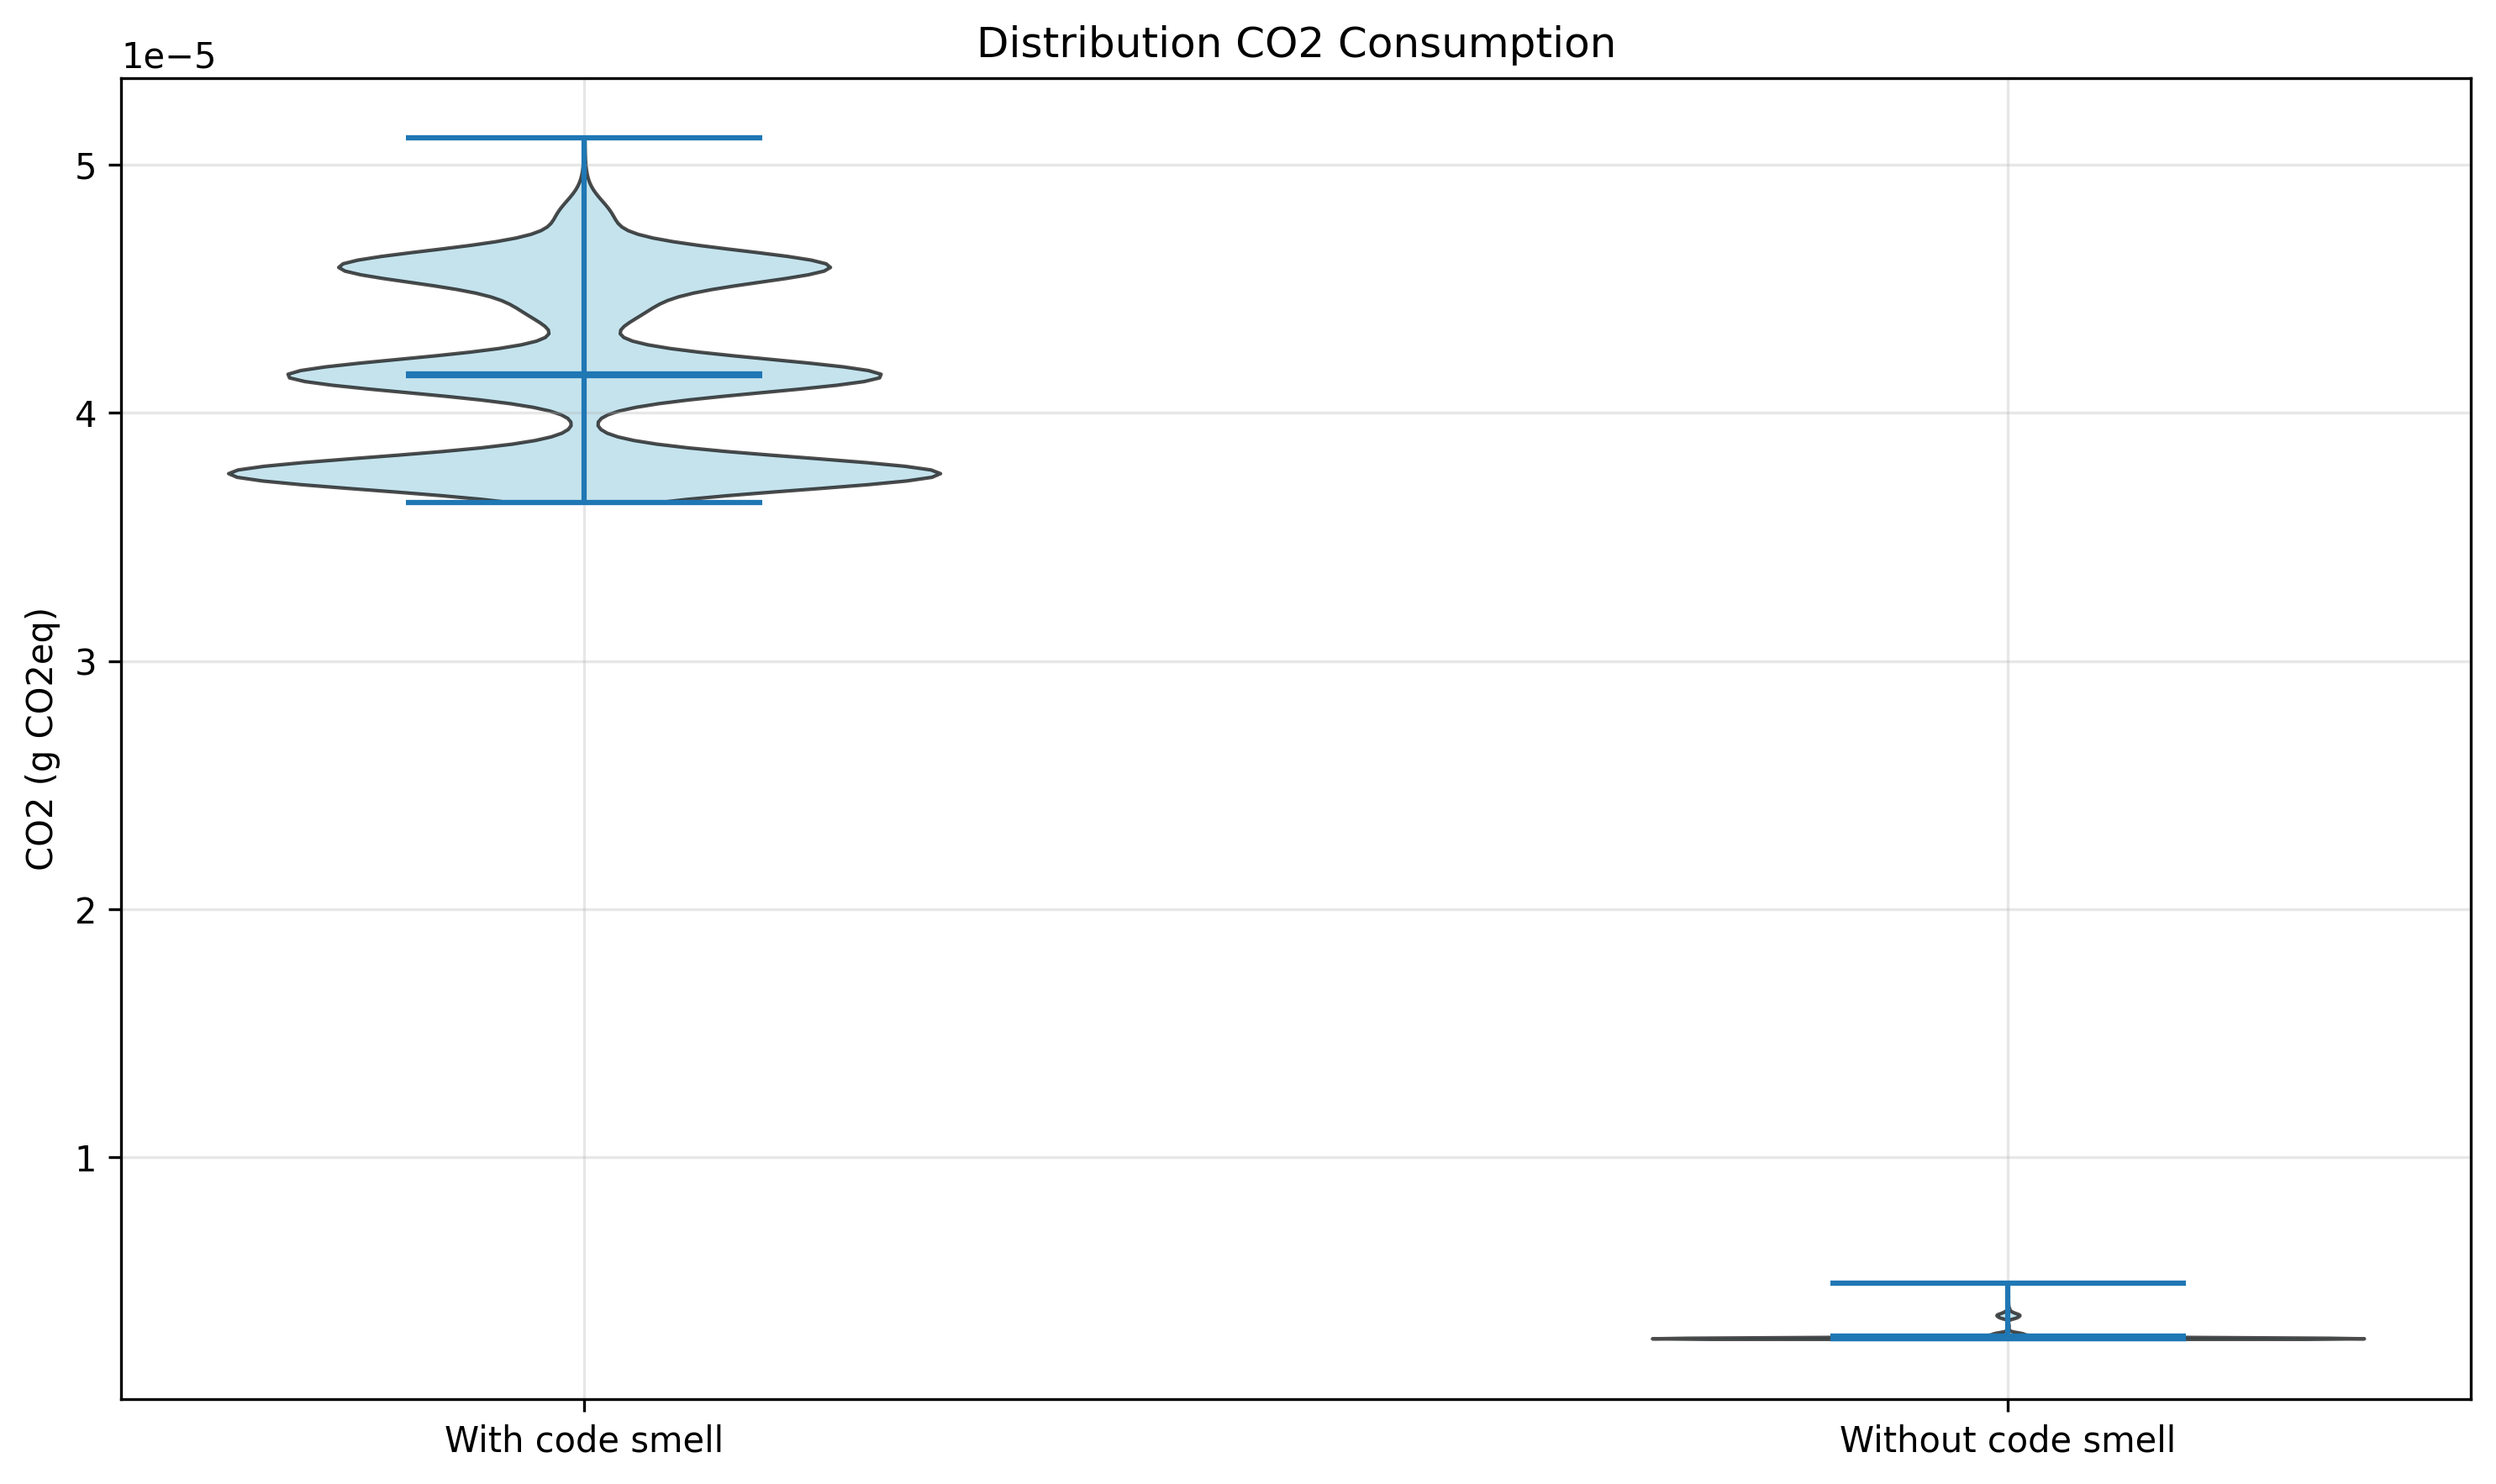 Distribution CO2 Consumption
1e−5
5
4
3
2
1
CO2 (g CO2eq)
With code smell
Without code smell